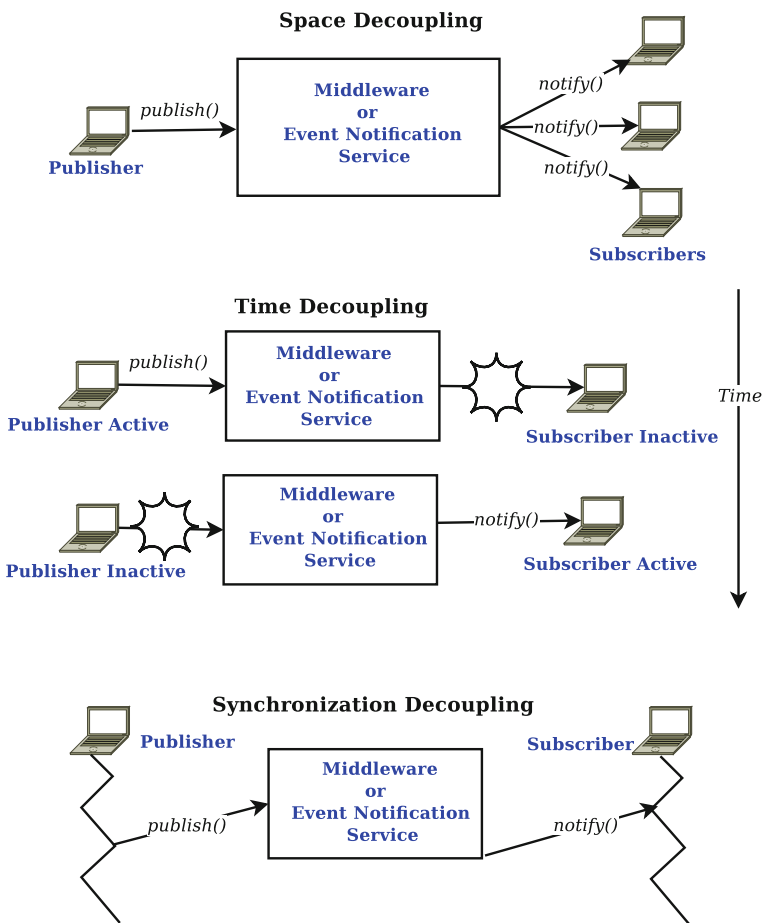 Space Decoupling
publish()
Publisher
Middleware
or
Event Notification
Service
notify()
notify()
notify()
Subscribers
Time Decoupling
publish()
Publisher Active
Middleware
or
Event Notification
Service
Subscriber Inactive
Time
Publisher Inactive
Middleware
or
Event Notification
Service
notify()
Subscriber Active
Synchronization Decoupling
Publisher
publish()
Middleware
or
Event Notification
Service
Subscriber
notify()